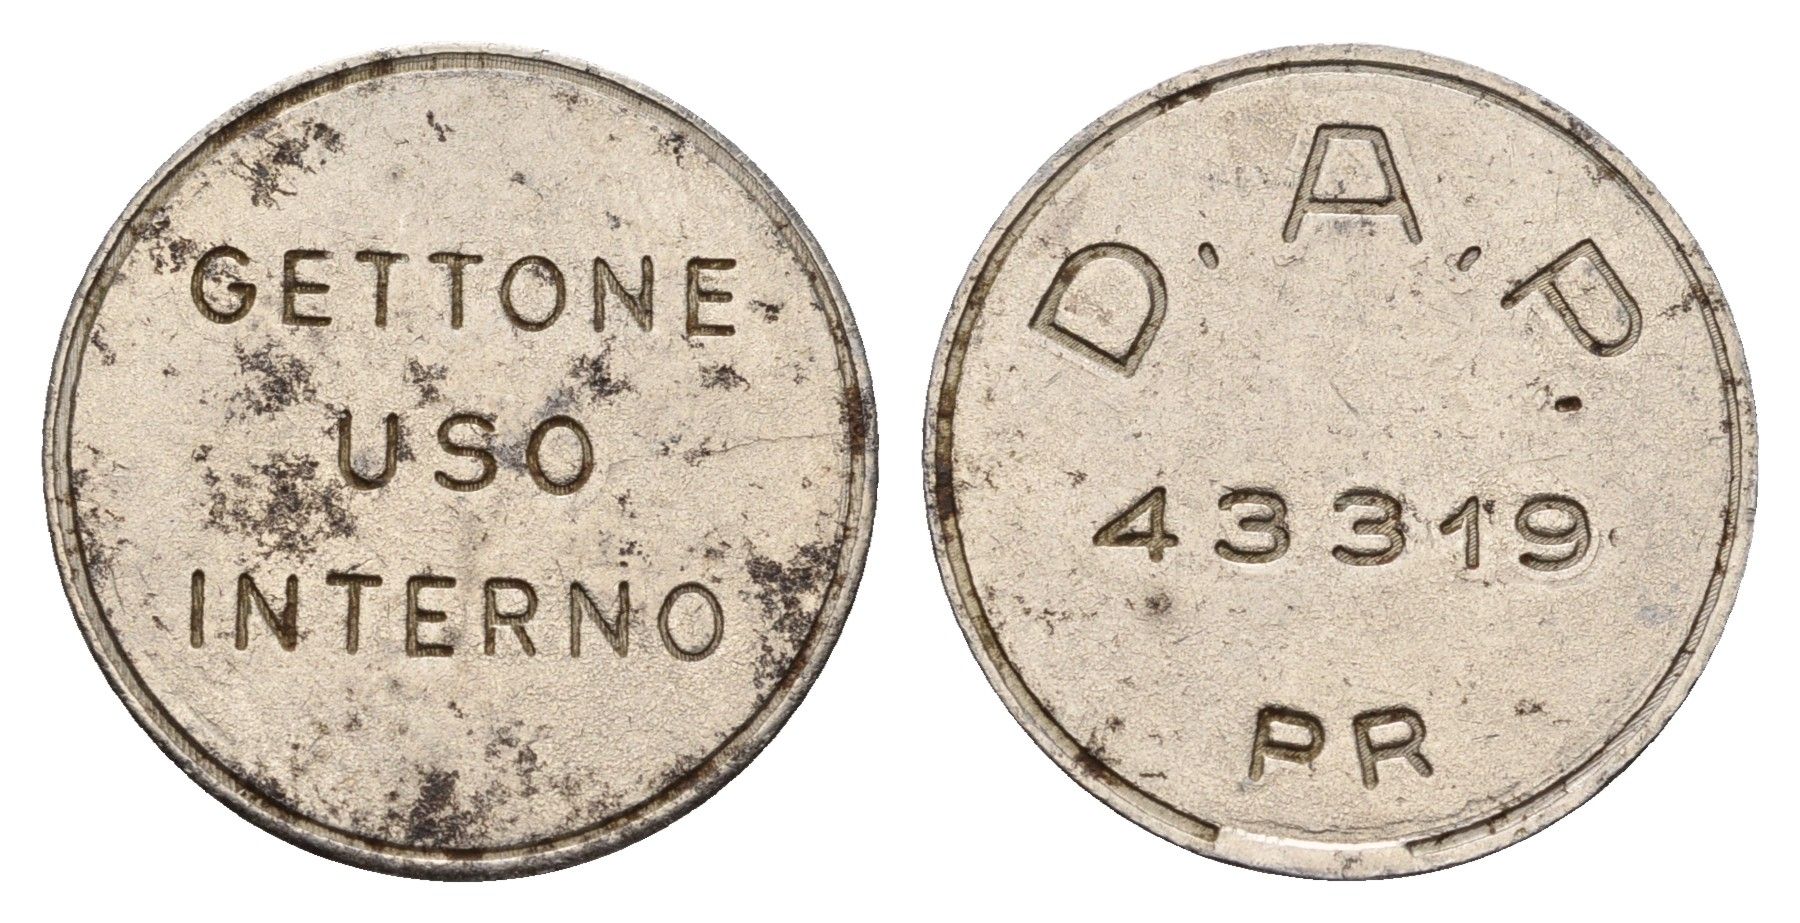 GETTONE
USO
INTERNO
D.A.P.
43319
PR